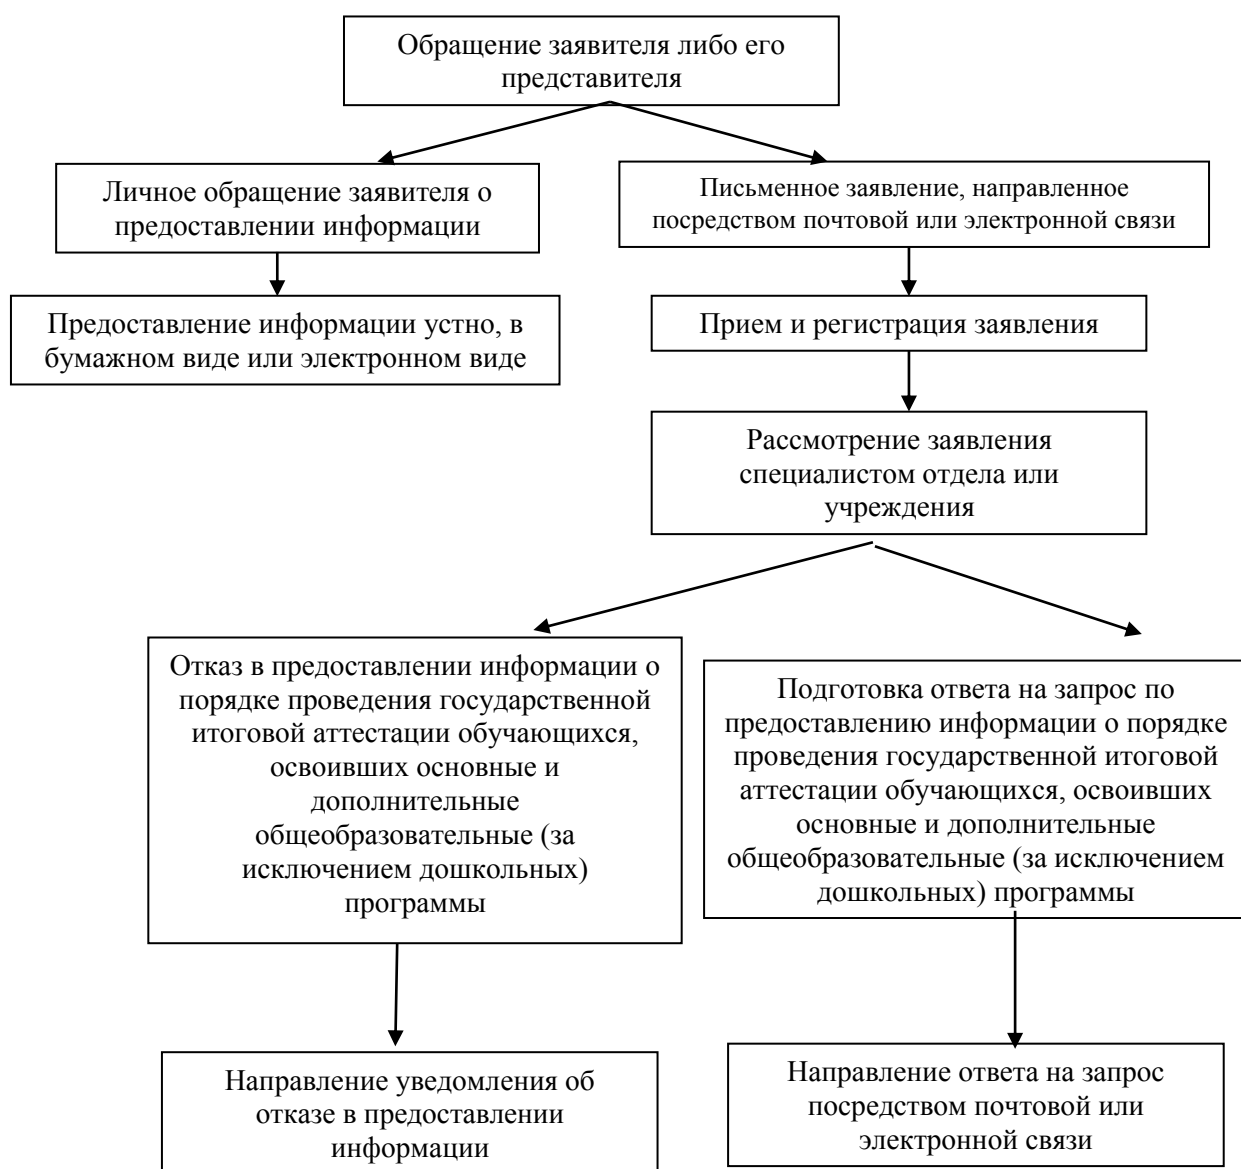 Обращение заявителя либо его
представителя
Личное обращение заявителя о
предоставлении информации
Письменное заявление, направленное
посредством почтовой или электронной связи
Предоставление информации устно, в
бумажном виде или электронном виде
Прием и регистрация заявления
Рассмотрение заявления
специалистом отдела или
учреждения
Отказ в предоставлении информации о
порядке проведения государственной
итоговой аттестации обучающихся,
освоивших основные и
дополнительные
общеобразовательные (за
исключением дошкольных)
программы
Подготовка ответа на запрос по
предоставлению информации о порядке
проведения государственной итоговой
аттестации обучающихся, освоивших
основные и дополнительные
общеобразовательные (за исключением
дошкольных) программы
Направление уведомления об
отказе в предоставлении
информации
Направление ответа на запрос
посредством почтовой или
электронной связи